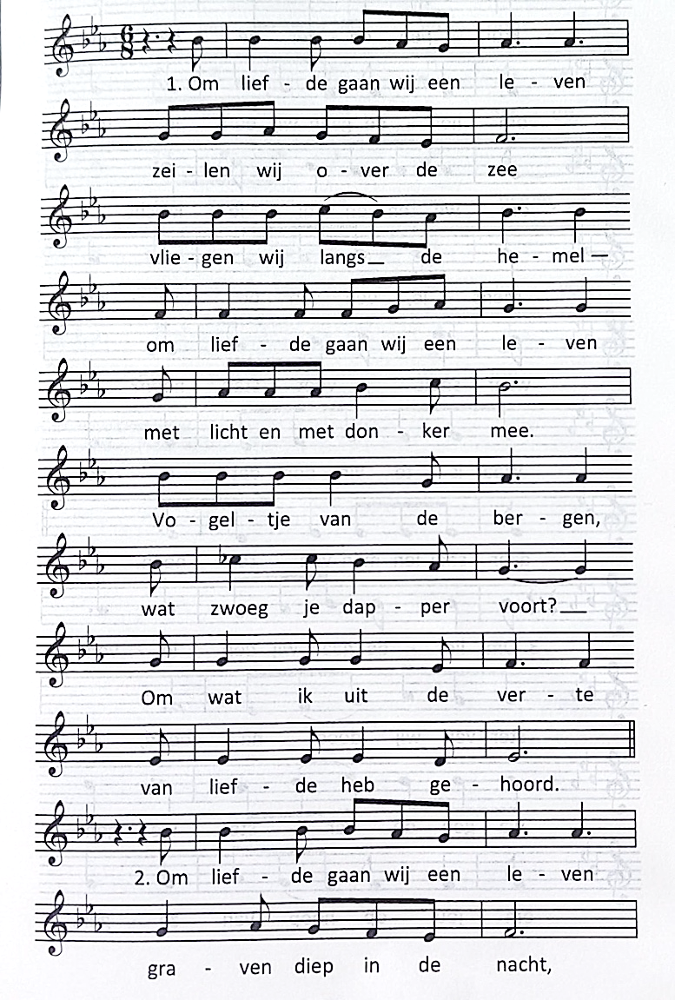 1. Om lief - de gaan wij een le - ven
zei - len wij o - ver de zee
vlie - gen wij langs__ de he - mel —
om lief - de gaan wij een le - ven
met licht en met don - ker mee.
Vo - gel - tje van de ber - gen,
wat zwoeg je dap - per voort?__
Om wat ik uit de ver - te
van lief - de heb ge - hoord.
2. Om lief - de gaan wij een le - ven
gra - ven diep in de nacht,